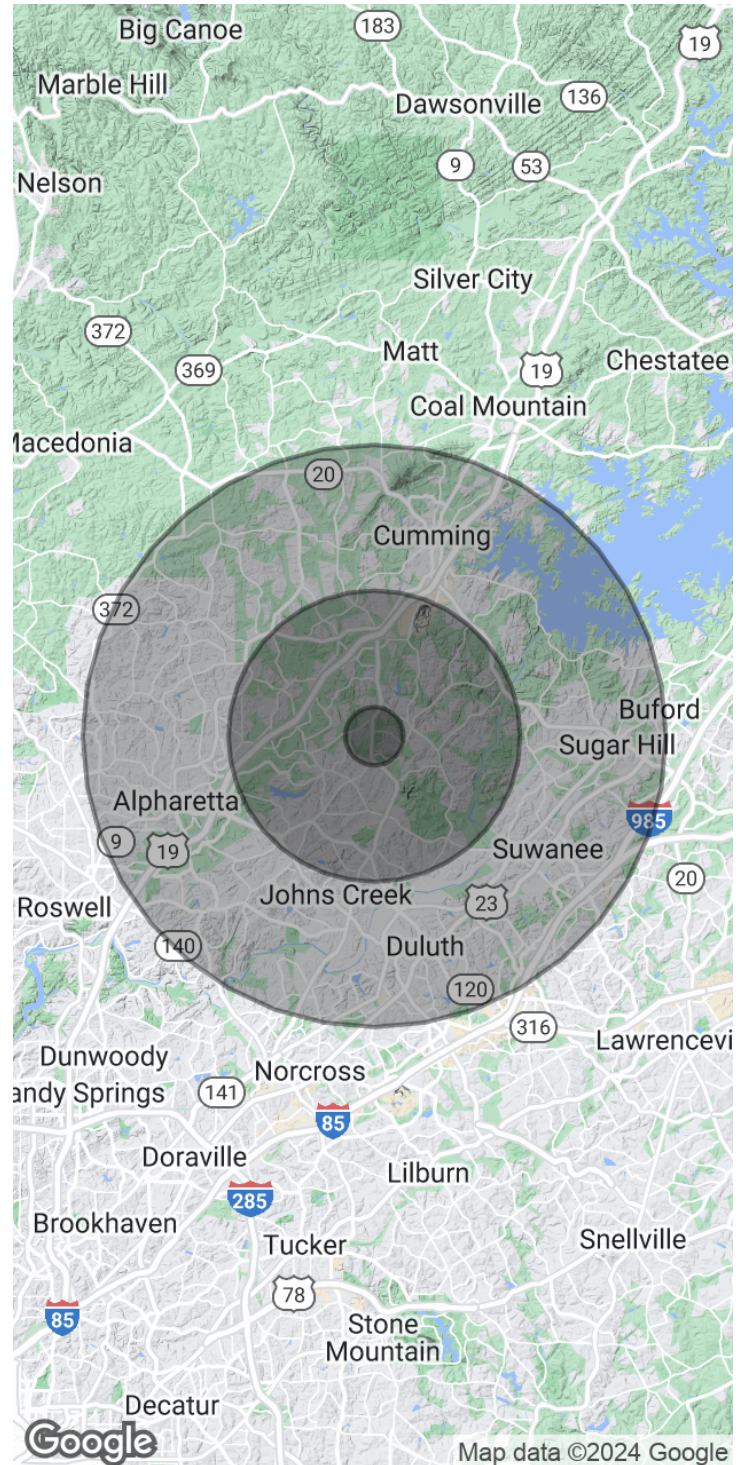 183
Big Canoe
19
Marble Hill
136
Dawsonville
9
53
Nelson
Silver City
372
Matt
369
19
Chestatee
Coal Mountain
Macedonia
20
Cumming
372
Buford
Sugar Hill
Alpharetta
985
9
19
Suwanee
20
Johns Creek
23
Roswell
140
Duluth
120
316
Lawrencevi
Dunwoody
andy Springs
Norcross
141
85
Doraville
Lilburn
285
Brookhaven
Tucker
Snellville
78
85
Stone
Mountain
Decatur
Google
Map data ©2024 Google